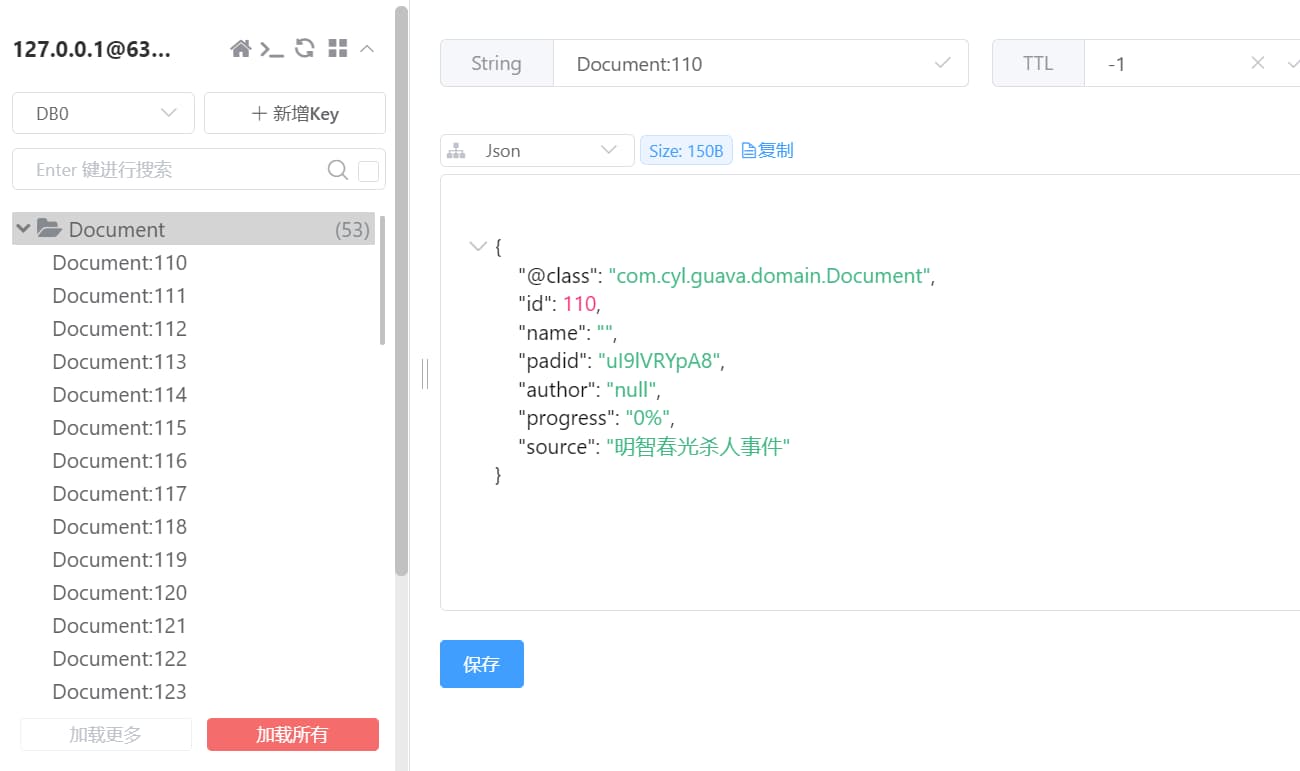 127.0.0.1@63...
DB0
新增Key
Enter 键进行搜索
Document (53)
Document:110
Document:111
Document:112
Document:113
Document:114
Document:115
Document:116
Document:117
Document:118
Document:119
Document:120
Document:121
Document:122
Document:123
加载更多 加载所有
String Document:110 TTL -1
Json Size: 150B 复制
{
"@class": "com.cyl.guava.domain.Document",
"id": 110,
"name": "",
"padid": "uI9lVRYpA8",
"author": "null",
"progress": "0%",
"source": "明智春光杀人事件"
}
保存